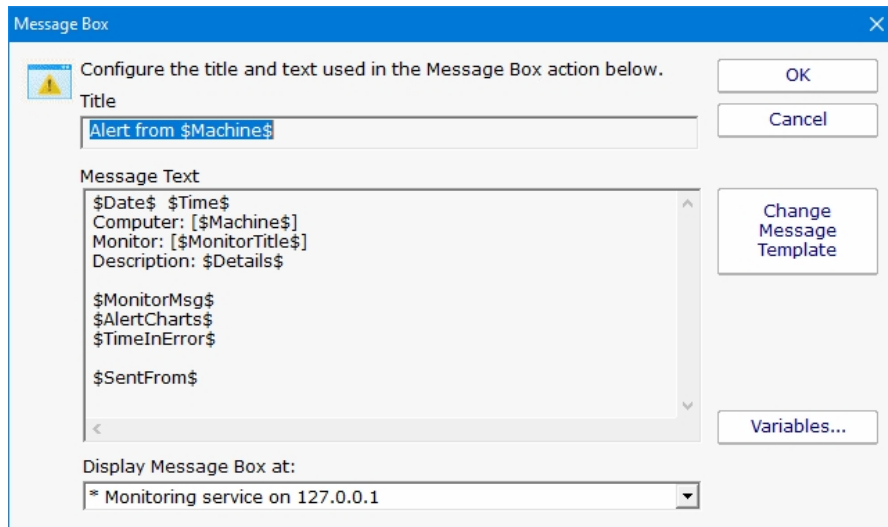 Message Box
Configure the title and text used in the Message Box action below.
OK
Title
Cancel
Alert from $Machine$
Message Text
$Date$  $Time$
Computer: [$Machine$]
Monitor: [$MonitorTitle$]
Description: $Details$
$MonitorMsg$
$AlertCharts$
$TimeInError$
$SentFrom$
Change
Message
Template
Variables...
Display Message Box at:
* Monitoring service on 127.0.0.1